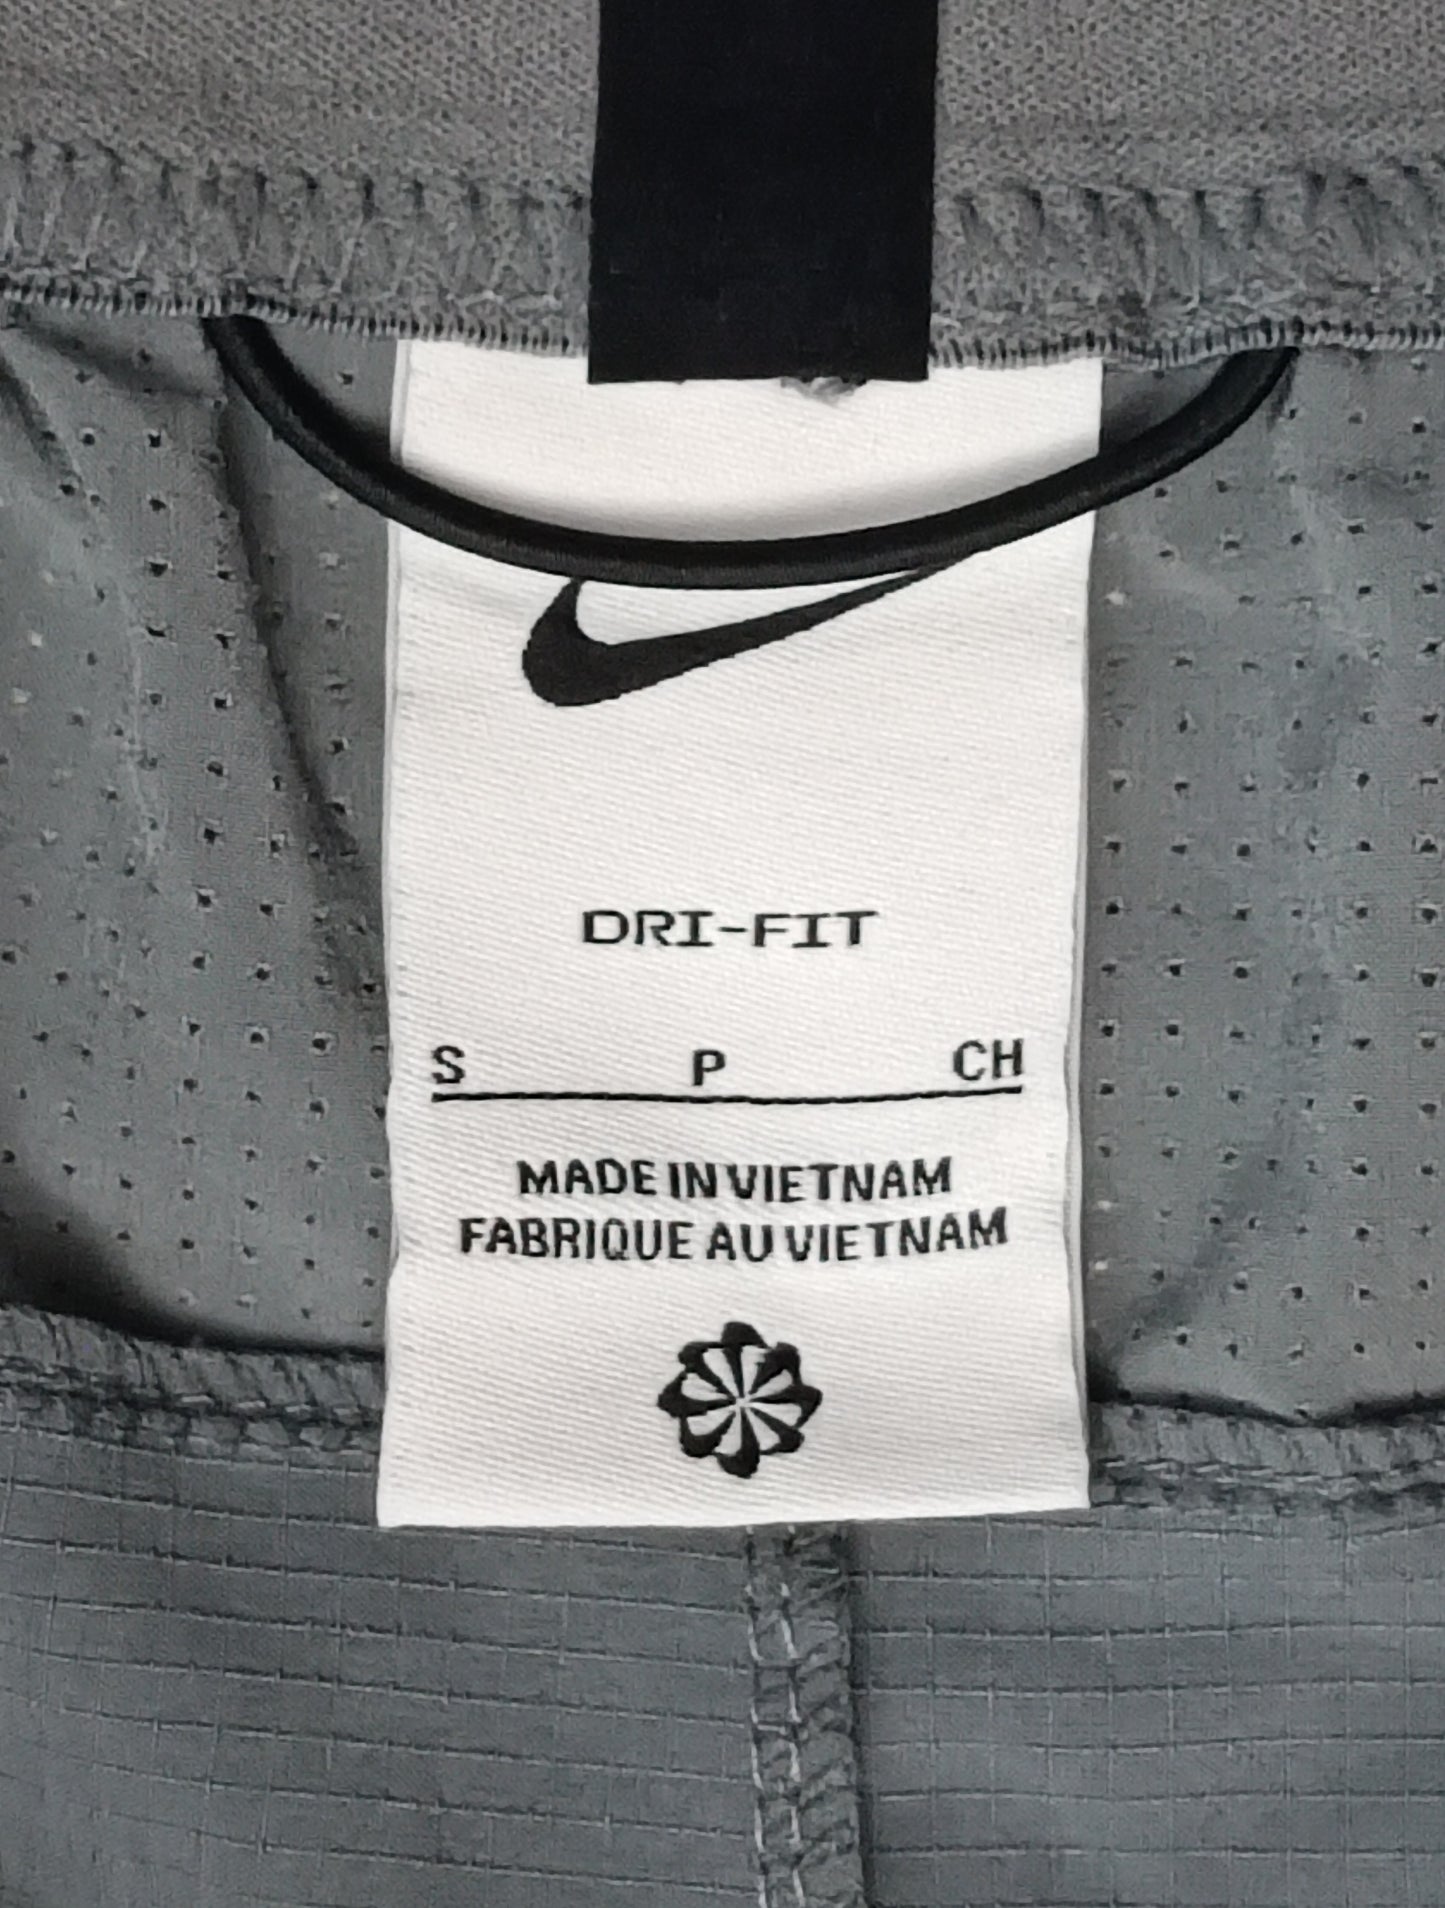 DRI-FIT
S P CH
MADE IN VIETNAM
FABRIQUE AU VIETNAM